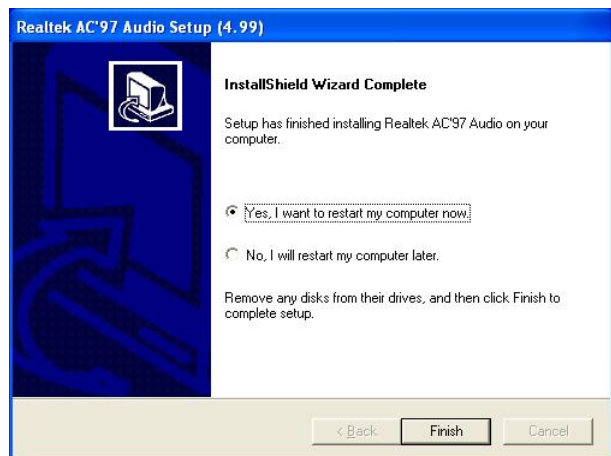 Realtek AC'97 Audio Setup (4.99)
InstallShield Wizard Complete
Setup has finished installing Realtek AC'97 Audio on your
computer.
Yes, I want to restart my computer now.
No, I will restart my computer later.
Remove any disks from their drives, and then click Finish to
complete setup.
< Back
Finish
Cancel